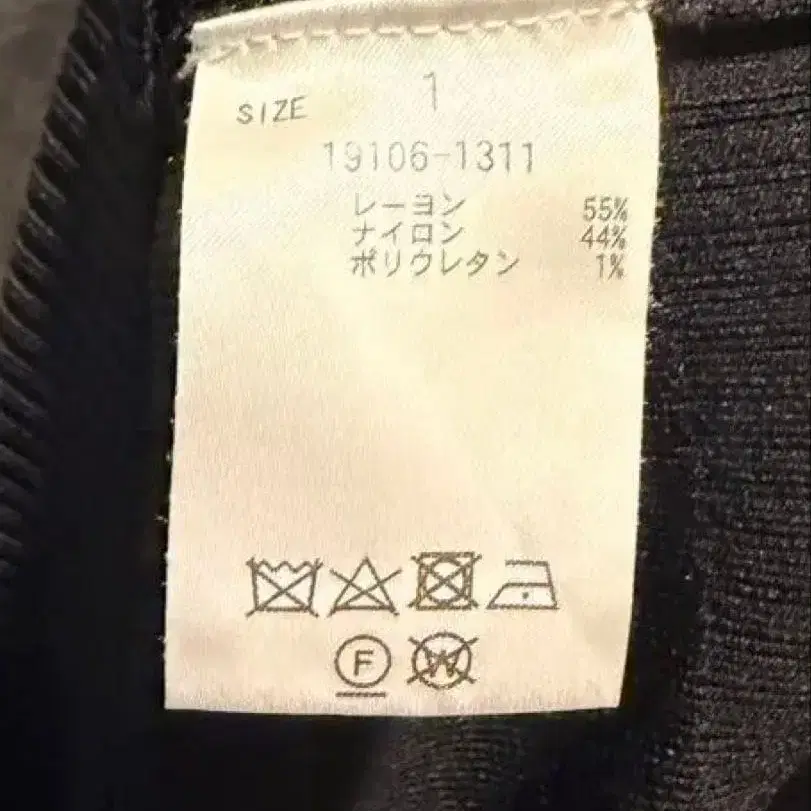 SIZE 1
19106-1311
レーヨン 55%
ナイロン 44%
ポリウレタン 1%
F W